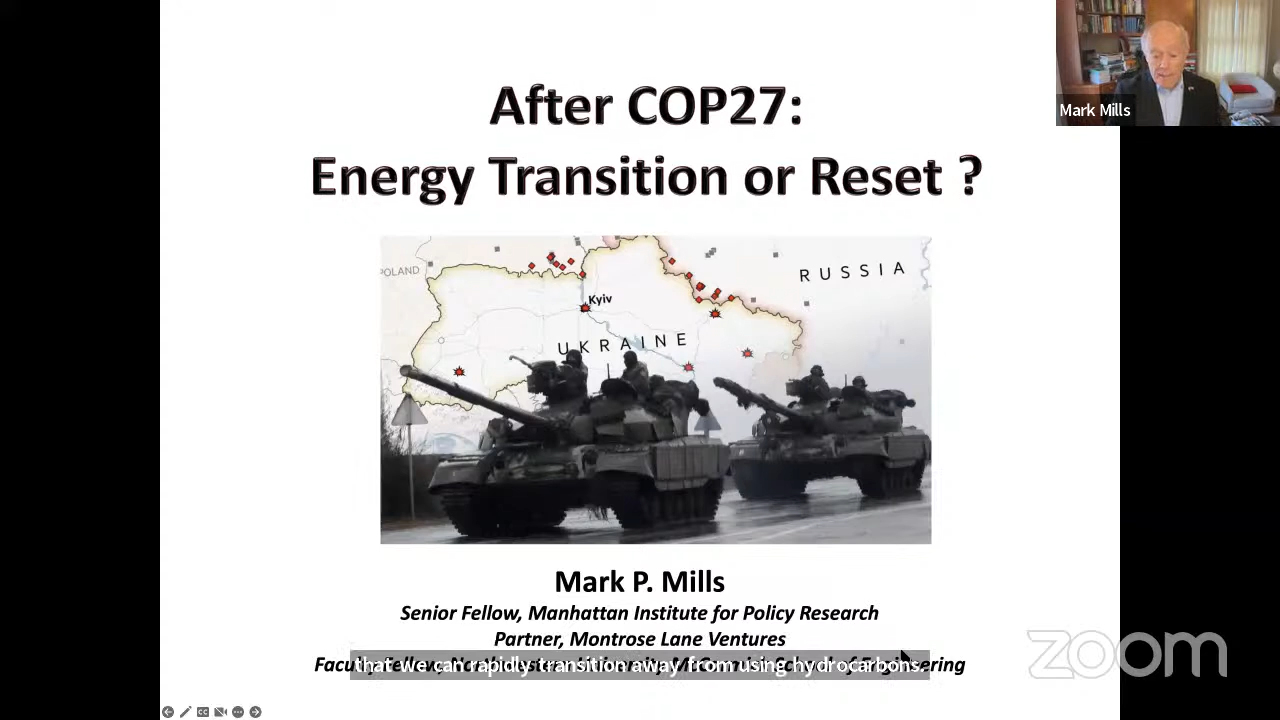 After COP27:
Energy Transition or Reset ?
Mark Mills
POLAND
RUSSIA
Kyiv
UKRAINE
Mark P. Mills
Senior Fellow, Manhattan Institute for Policy Research
Partner, Montrose Lane Ventures
that we can rapidly transition away from using hydrocarbons.
zoom